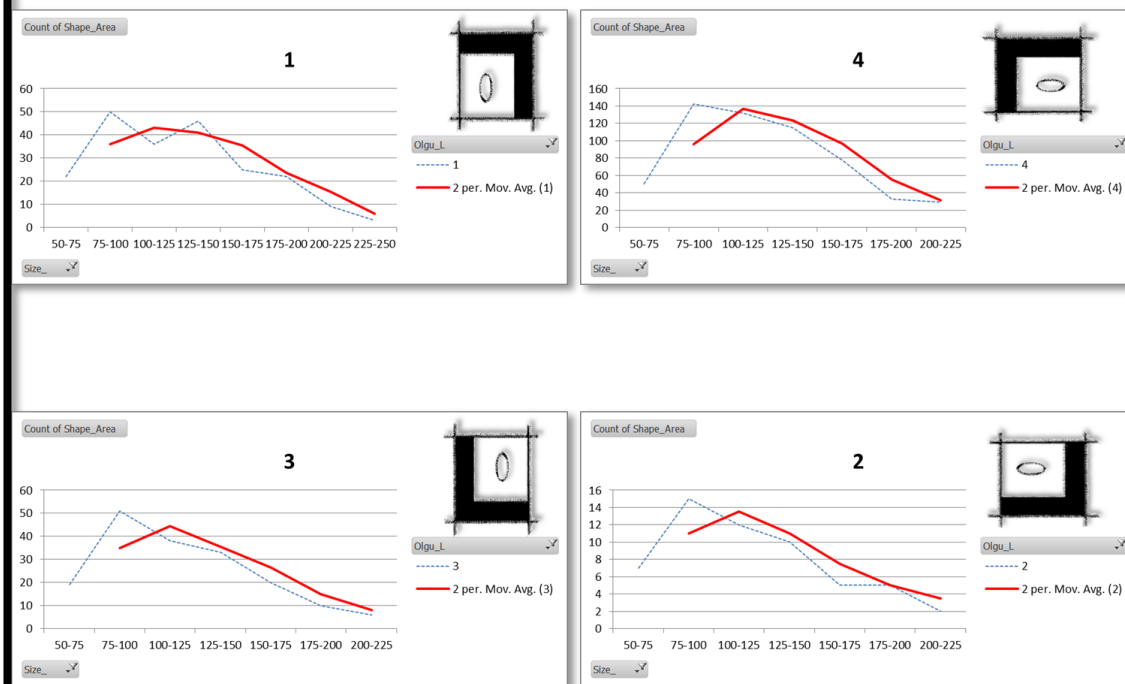 Count of Shape_Area
1
60
50
40
30
20
10
0
50-75 75-100 100-125 125-150 150-175 175-200 200-225 225-250
Olgu_L
1
2 per. Mov. Avg. (1)
Size_
Count of Shape_Area
4
160
140
120
100
80
60
40
20
0
50-75 75-100 100-125 125-150 150-175 175-200 200-225
Olgu_L
4
2 per. Mov. Avg. (4)
Size_
Count of Shape_Area
3
60
50
40
30
20
10
0
50-75 75-100 100-125 125-150 150-175 175-200 200-225
Olgu_L
3
2 per. Mov. Avg. (3)
Size_
Count of Shape_Area
2
16
14
12
10
8
6
4
2
0
50-75 75-100 100-125 125-150 150-175 175-200 200-225
Olgu_L
2
2 per. Mov. Avg. (2)
Size_